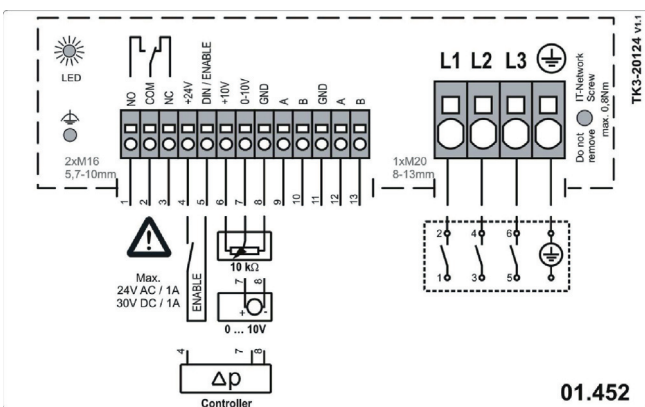 LED
2xM16
5,7-10mm
NO
COM
NC
+24V
DIN / ENABLE
+10V
0-10V
GND
A
B
GND
A
B
1
2
3
4
5
6
7
8
9
10
11
12
13
L1 L2 L3
1xM20
8-13mm
Do not remove
IT-Network Screw
max. 0,8Nm
TK3-20124 V1.1
Max.
24V AC / 1A
30V DC / 1A
ENABLE
10 kΩ
7 8
+ -
0 ... 10V
4 7 8
Δp
Controller
2 4 6
1 3 5
01.452